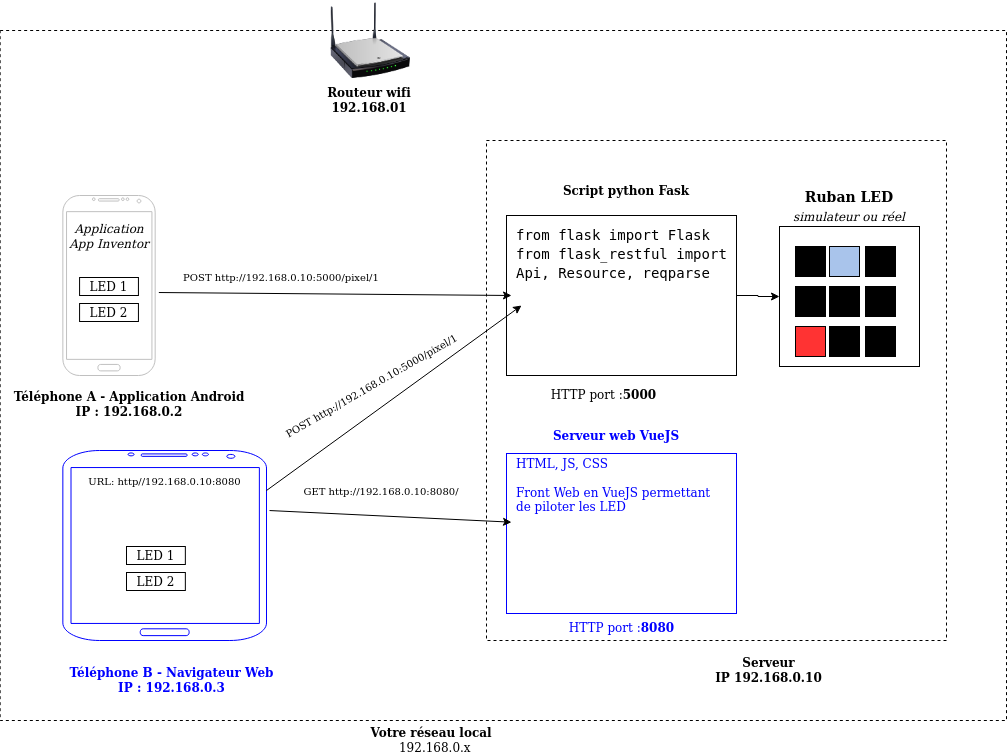 Routeur wifi
192.168.01
Script python Fask
from flask import Flask
from flask_restful import
Api, Resource, reqparse
HTTP port :5000
Ruban LED
simulateur ou réel
Application
App Inventor
LED 1
LED 2
POST http://192.168.0.10:5000/pixel/1
Téléphone A - Application Android
IP : 192.168.0.2
POST http://192.168.0.10:5000/pixel/1
Serveur web VueJS
HTML, JS, CSS
Front Web en VueJS permettant
de piloter les LED
HTTP port :8080
URL: http//192.168.0.10:8080
LED 1
LED 2
GET http://192.168.0.10:8080/
Téléphone B - Navigateur Web
IP : 192.168.0.3
Serveur
IP 192.168.0.10
Votre réseau local
192.168.0.x